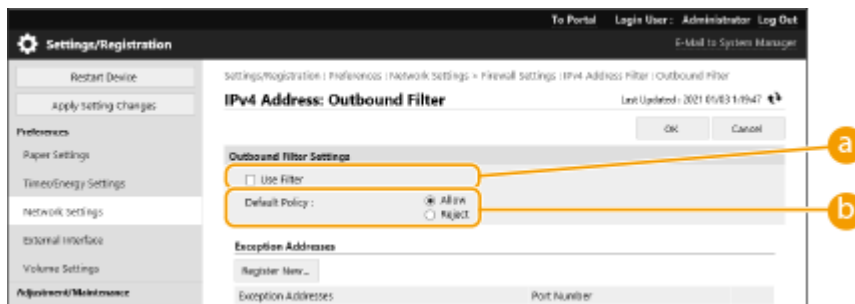 To Portal Login User : Administrator Log Out
Settings/Registration
E-Mail to System Manager
Restart Device
Settings/Registration : Preferences : Network Settings > Firewall Settings : IPv4 Address Filter : Outbound Filter
Apply Setting Changes
IPv4 Address: Outbound Filter
Last Updated : 2021 01/03 1:19:47
Preferences
OK
Cancel
Paper Settings
Outbound Filter Settings
a
Use Filter
Timer/Energy Settings
Default Policy :
Allow
b
Network Settings
Reject
External Interface
Exception Addresses
Volume Settings
Register New...
Adjustment/Maintenance
Exception Addresses
Port Number